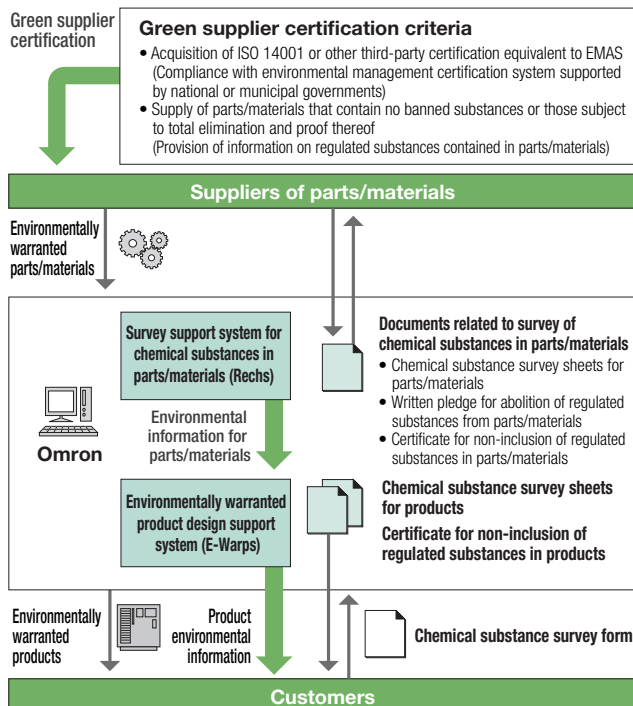 Green supplier
certification
Green supplier certification criteria
• Acquisition of ISO 14001 or other third-party certification equivalent to EMAS
(Compliance with environmental management certification system supported
by national or municipal governments)
• Supply of parts/materials that contain no banned substances or those subject
to total elimination and proof thereof
(Provision of information on regulated substances contained in parts/materials)
Suppliers of parts/materials
Environmentally
warranted
parts/materials
Survey support system for
chemical substances in
parts/materials (Rechs)
Documents related to survey of
chemical substances in parts/materials
• Chemical substance survey sheets for
parts/materials
• Written pledge for abolition of regulated
substances from parts/materials
• Certificate for non-inclusion of regulated
substances in parts/materials
Omron
Environmental
information for
parts/materials
Environmentally warranted
product design support
system (E-Warps)
Chemical substance survey sheets
for products
Certificate for non-inclusion of
regulated substances in products
Environmentally
warranted
products
Product
environmental
information
Chemical substance survey form
Customers